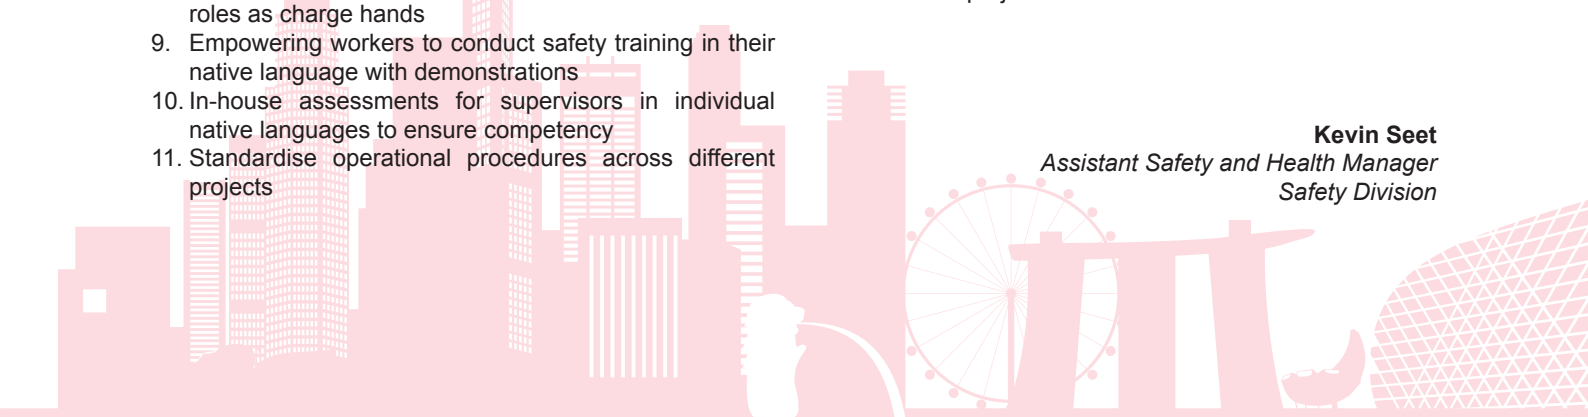 roles as charge hands
9. Empowering workers to conduct safety training in their
native language with demonstrations
10. In-house assessments for supervisors in individual
native languages to ensure competency
11. Standardise operational procedures across different
projects
Kevin Seet
Assistant Safety and Health Manager
Safety Division